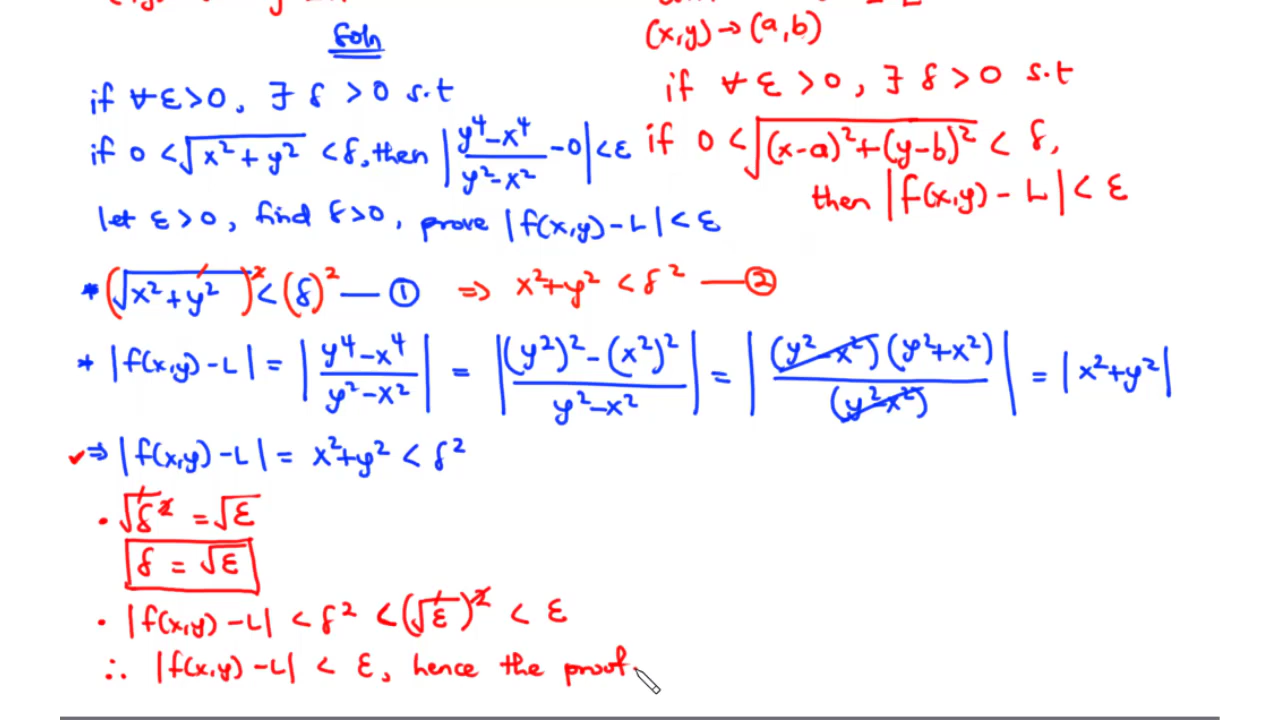 Soln
if ∀ ε > 0, ∃ δ > 0 s.t
if 0 < √(x² + y²) < δ, then |(y⁴ - x⁴)/(y² - x²) - 0| < ε
let ε > 0, find δ > 0, prove |f(x,y) - L| < ε
(x,y) → (a,b)
if ∀ ε > 0, ∃ δ > 0 s.t
if 0 < √((x-a)² + (y-b)²) < δ,
then |f(x,y) - L| < ε
* (√(x² + y²))² < (δ)² — ① ⇒ x² + y² < δ² — ②
* |f(x,y) - L| = |(y⁴ - x⁴)/(y² - x²)| = |((y²)² - (x²)²)/(y² - x²)| = |((y² - x²)(y² + x²))/((y² - x²))| = |x² + y²|
✓ ⇒ |f(x,y) - L| = x² + y² < δ²
• √δ² = √ε
δ = √ε
• |f(x,y) - L| < δ² < (√ε)² < ε
∴ |f(x,y) - L| < ε, hence the proof